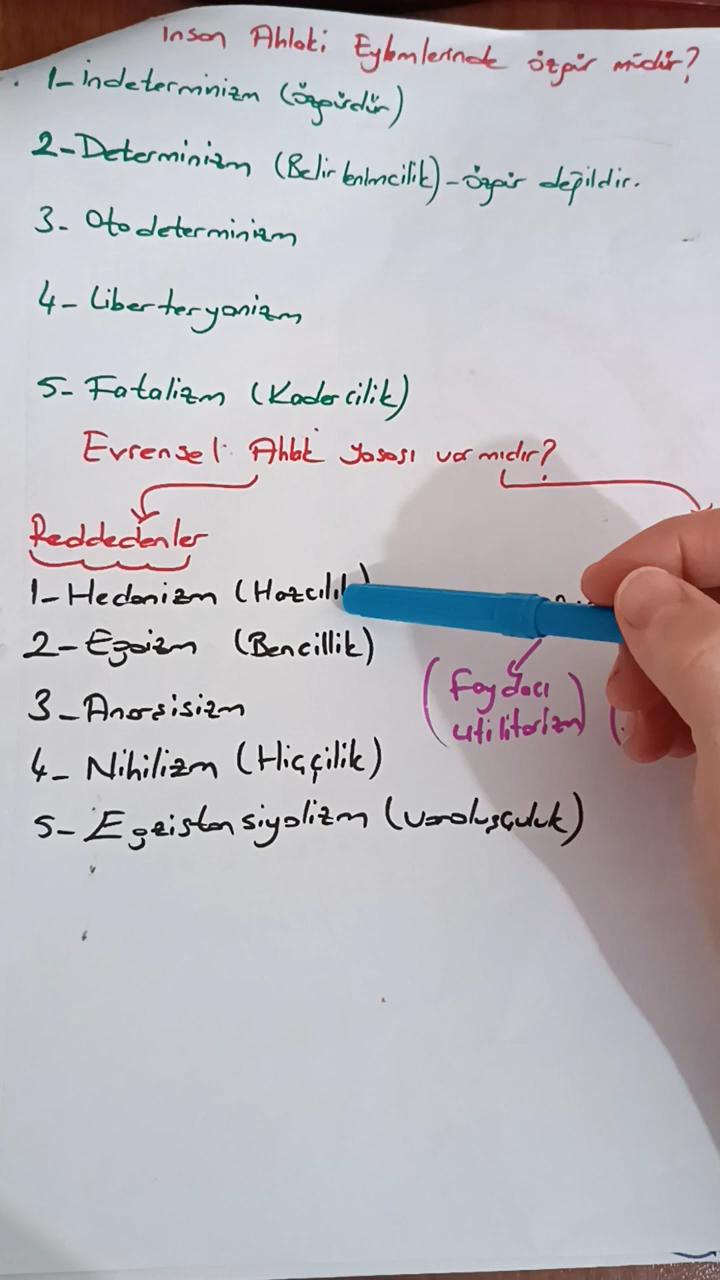 İnsan Ahlaki Eylemlerinde özgür müdür?
1- İndeterminizm (özgürdür)
2- Determinizm (Belirlenimcilik) - özgür değildir.
3- Otodeterminizm
4- Liberteryanizm
5- Fatalizm (Kadercilik)
Evrensel Ahlak yasası var mıdır?
Reddedenler
1- Hedonizm (Hazcılık)
2- Egoizm (Bencillik)
3- Anarşisizm
4- Nihilizm (Hiççilik)
5- Egzistansiyalizm (Varoluşçuluk)
(Faydacı
utilitarizm)